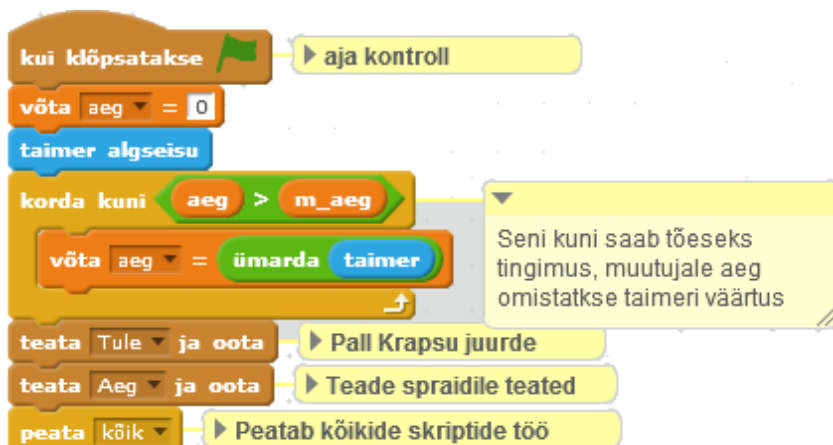 kui klõpsatakse aja kontroll
võta aeg = 0
taimer algseisu
korda kuni aeg > m_aeg
võta aeg = ümarda taimer
Seni kuni saab tõeseks
tingimus, muutujale aeg
omistatkse taimeri väärtus
teata Tule ja oota Pall Krapsu juurde
teata Aeg ja oota Teade spraidile teated
peata kõik Peatab kõikide skriptide töö